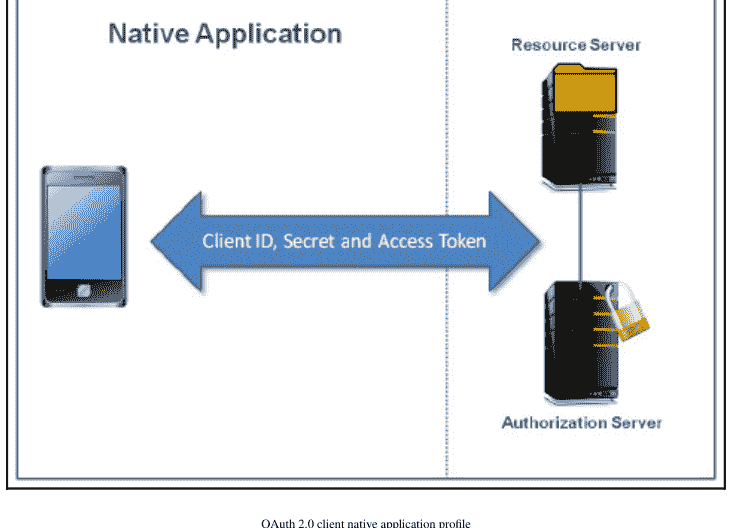 Native Application
Resource Server
Client ID, Secret and Access Token
Authorization Server
OAuth 2.0 client native application profile